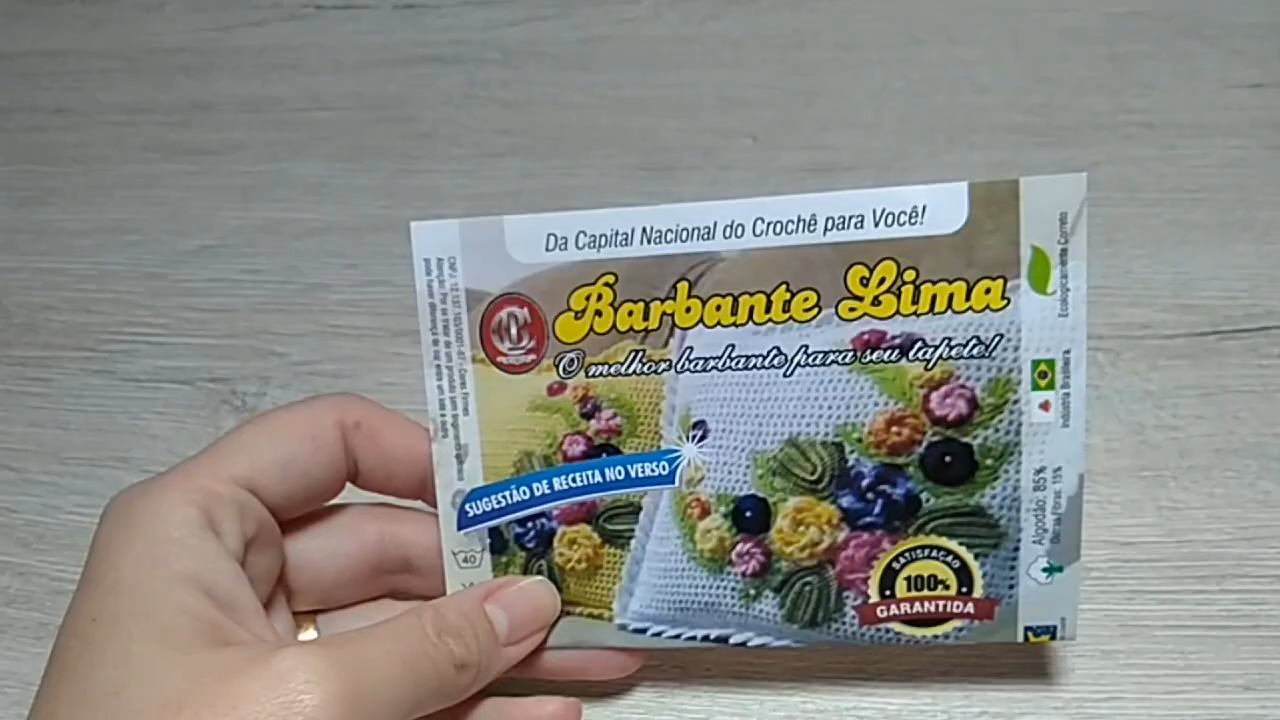 Da Capital Nacional do Crochê para Você!
Barbante Lima
O melhor barbante para seu tapete!
CL
SUGESTÃO DE RECEITA NO VERSO
SATISFAÇÃO
100%
GARANTIDA
40
Ecologicamente Correto
Indústria Brasileira
Algodão: 85%
Outras Fibras: 15%